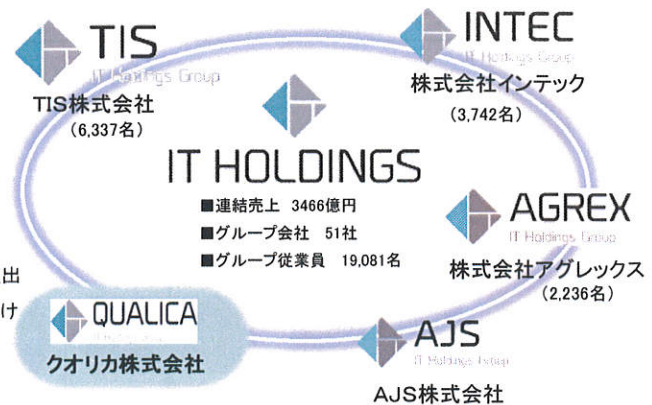 TIS
IT Holdings Group
TIS株式会社
(6,337名)
INTEC
IT Holdings Group
株式会社インテック
(3,742名)
IT HOLDINGS
■連結売上 3466億円
■グループ会社 51社
■グループ従業員 19,081名
AGREX
IT Holdings Group
株式会社アグレックス
(2,236名)
出
け
QUALICA
クオリカ株式会社
AJS
IT Holdings Group
AJS株式会社